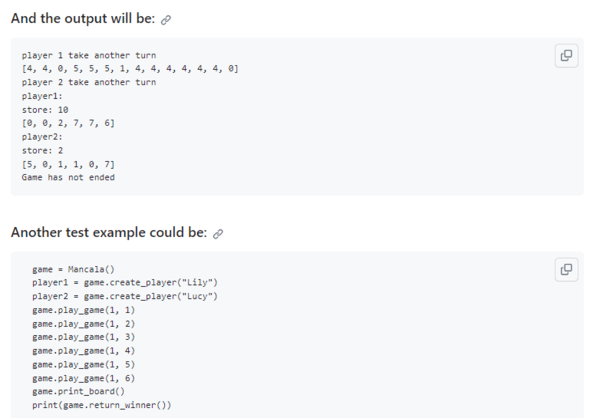 And the output will be:
player 1 take another turn
[4, 4, 0, 5, 5, 5, 1, 4, 4, 4, 4, 4, 4, 0]
player 2 take another turn
player1:
store: 10
[0, 0, 2, 7, 7, 6]
player2:
store: 2
[5, 0, 1, 1, 0, 7]
Game has not ended
Another test example could be:
game = Mancala()
player1 = game.create_player("Lily")
player2 = game.create_player("Lucy")
game.play_game(1, 1)
game.play_game(1, 2)
game.play_game(1, 3)
game.play_game(1, 4)
game.play_game(1, 5)
game.play_game(1, 6)
game.print_board()
print(game.return_winner())